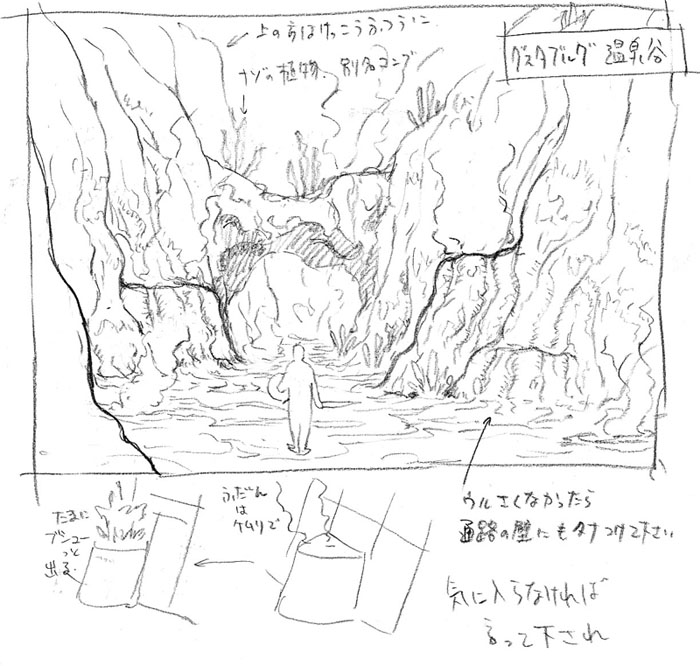 上の方はけっこうふつうに
グスタブルグ 温泉谷
ナゾの植物. 別名コンブ
たまに
ブシューっと
出る.
ふだん
は
ケムリで
ウルさくなかったら
通路の壁にもタナつけて下さい
気に入らなければ
言って下され